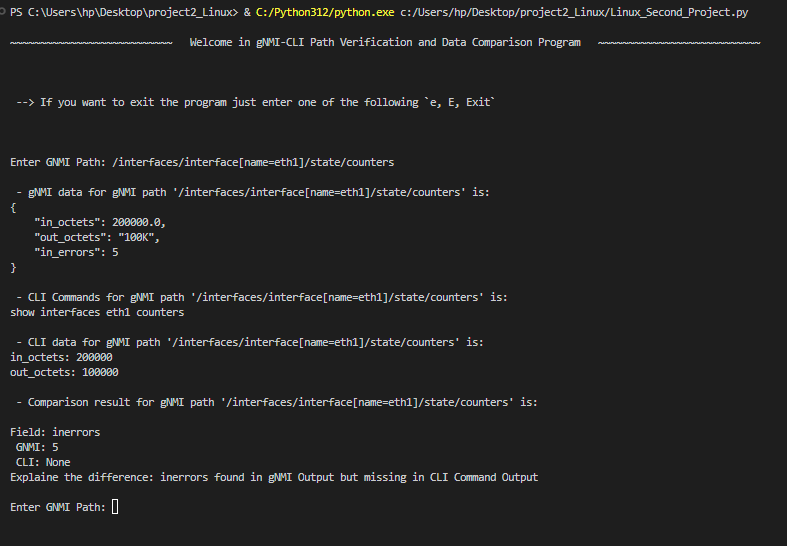 PS C:\Users\hp\Desktop\project2_Linux> & C:/Python312/python.exe c:/Users/hp/Desktop/project2_Linux/Linux_Second_Project.py
~~~~~~~~~~~~~~~~~~~~~~~~~~~ Welcome in gNMI-CLI Path Verification and Data Comparison Program ~~~~~~~~~~~~~~~~~~~~~~~~~~~
--> If you want to exit the program just enter one of the following `e, E, Exit`
Enter GNMI Path: /interfaces/interface[name=eth1]/state/counters
- gNMI data for gNMI path '/interfaces/interface[name=eth1]/state/counters' is:
{
"in_octets": 200000.0,
"out_octets": "100K",
"in_errors": 5
}
- CLI Commands for gNMI path '/interfaces/interface[name=eth1]/state/counters' is:
show interfaces eth1 counters
- CLI data for gNMI path '/interfaces/interface[name=eth1]/state/counters' is:
in_octets: 200000
out_octets: 100000
- Comparison result for gNMI path '/interfaces/interface[name=eth1]/state/counters' is:
Field: inerrors
GNMI: 5
CLI: None
Explaine the difference: inerrors found in gNMI Output but missing in CLI Command Output
Enter GNMI Path: